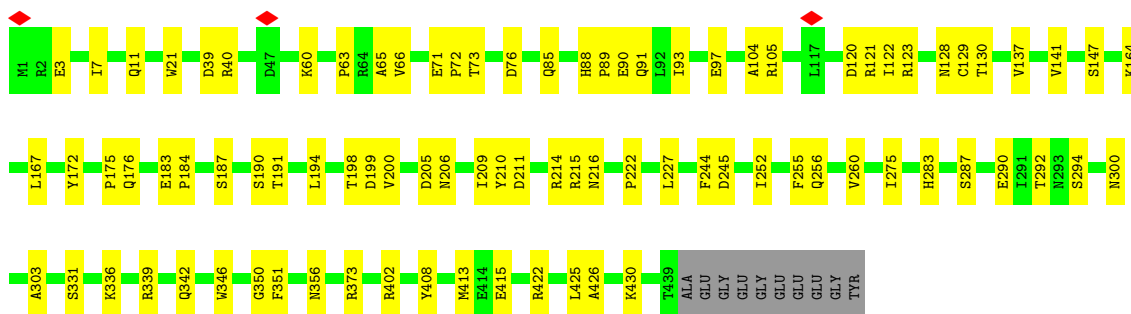 M1 R2 E3 I7 Q11 W21 D39 R40 D47 K60 P63 R64 A65 V66 E71 P72 T73 D76 Q85 H88 P89 E90 Q91 L92 I93 E97 A104 R105 L117 D120 R121 I122 R123 N128 C129 T130 V137 V141 S147 K164
L167 Y172 P175 Q176 E183 P184 S187 S190 T191 L194 T198 D199 V200 D205 N206 I209 Y210 D211 R214 R215 N216 P222 L227 F244 D245 I252 F255 Q256 V260 I275 H283 S287 E290 I291 T292 N293 S294 N300
A303 S331 K336 R339 Q342 W346 G350 F351 N356 R373 R402 Y408 M413 E414 E415 R422 L425 A426 K430 T439 ALA GLU GLY GLU GLY GLU GLU GLU GLY TYR